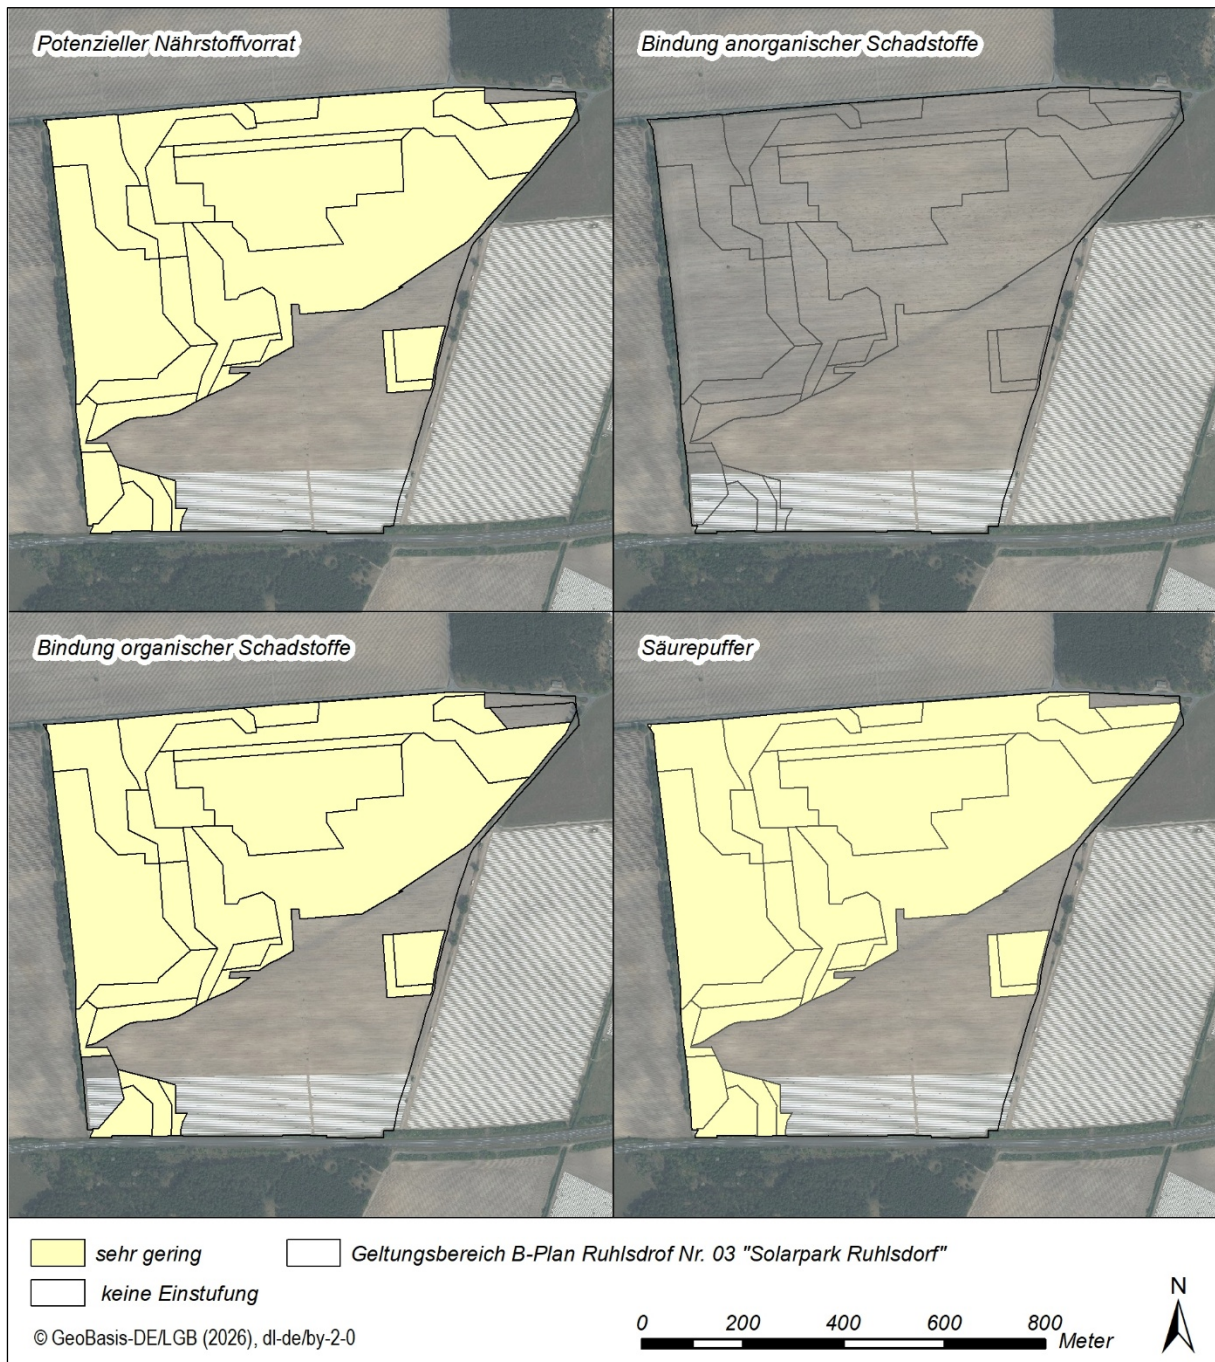 Potenzieller Nährstoffvorrat
Bindung anorganischer Schadstoffe
Bindung organischer Schadstoffe
Säurepuffer
sehr gering
Geltungsbereich B-Plan Ruhlsdrof Nr. 03 "Solarpark Ruhlsdorf"
keine Einstufung
© GeoBasis-DE/LGB (2026), dl-de/by-2-0
0 200 400 600 800
Meter
N